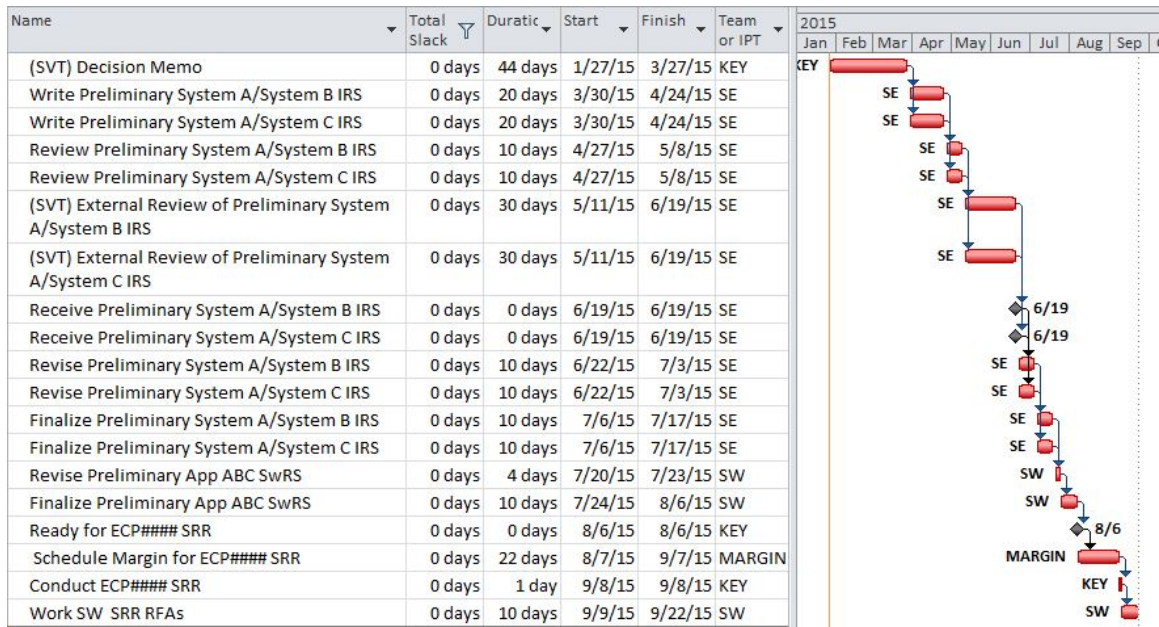 Name Total Slack Duratic Start Finish Team or IPT
2015
Jan Feb Mar Apr May Jun Jul Aug Sep
(SVT) Decision Memo 0 days 44 days 1/27/15 3/27/15 KEY
Write Preliminary System A/System B IRS 0 days 20 days 3/30/15 4/24/15 SE SE
Write Preliminary System A/System C IRS 0 days 20 days 3/30/15 4/24/15 SE SE
Review Preliminary System A/System B IRS 0 days 10 days 4/27/15 5/8/15 SE SE
Review Preliminary System A/System C IRS 0 days 10 days 4/27/15 5/8/15 SE SE
(SVT) External Review of Preliminary System 0 days 30 days 5/11/15 6/19/15 SE SE
A/System B IRS
(SVT) External Review of Preliminary System 0 days 30 days 5/11/15 6/19/15 SE SE
A/System C IRS
Receive Preliminary System A/System B IRS 0 days 0 days 6/19/15 6/19/15 SE 6/19
Receive Preliminary System A/System C IRS 0 days 0 days 6/19/15 6/19/15 SE 6/19
Revise Preliminary System A/System B IRS 0 days 10 days 6/22/15 7/3/15 SE SE
Revise Preliminary System A/System C IRS 0 days 10 days 6/22/15 7/3/15 SE SE
Finalize Preliminary System A/System B IRS 0 days 10 days 7/6/15 7/17/15 SE SE
Finalize Preliminary System A/System C IRS 0 days 10 days 7/6/15 7/17/15 SE SE
Revise Preliminary App ABC SwRS 0 days 4 days 7/20/15 7/23/15 SW SW
Finalize Preliminary App ABC SwRS 0 days 10 days 7/24/15 8/6/15 SW SW
Ready for ECP#### SRR 0 days 0 days 8/6/15 8/6/15 KEY 8/6
Schedule Margin for ECP#### SRR 0 days 22 days 8/7/15 9/7/15 MARGIN MARGIN
Conduct ECP#### SRR 0 days 1 day 9/8/15 9/8/15 KEY KEY
Work SW SRR RFAs 0 days 10 days 9/9/15 9/22/15 SW SW